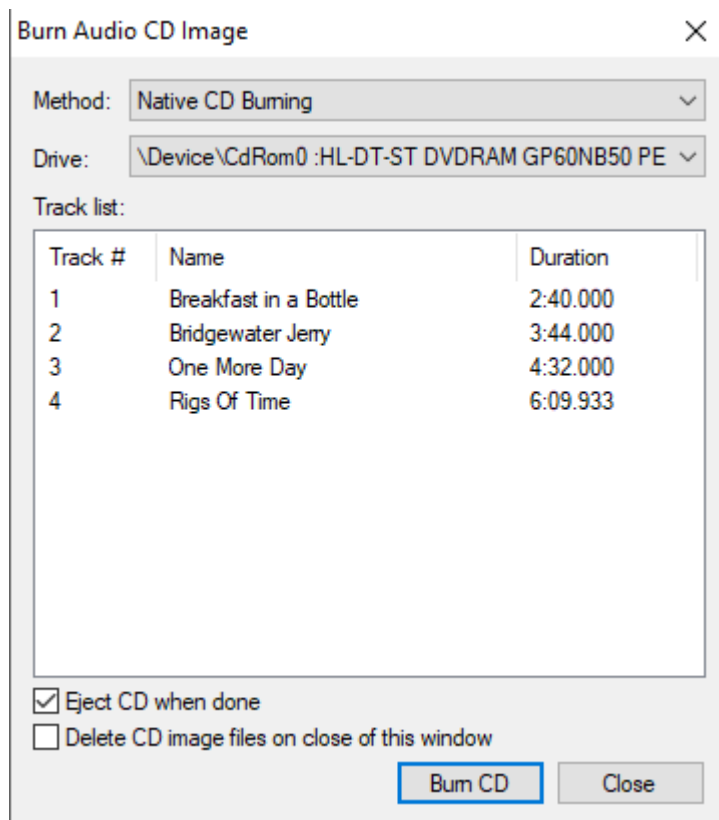 Burn Audio CD Image
Method: Native CD Burning
Drive: \Device\CdRom0 :HL-DT-ST DVDRAM GP60NB50 PE
Track list:
Track # Name Duration
1 Breakfast in a Bottle 2:40.000
2 Bridgewater Jerry 3:44.000
3 One More Day 4:32.000
4 Rigs Of Time 6:09.933
Eject CD when done
Delete CD image files on close of this window
Burn CD Close